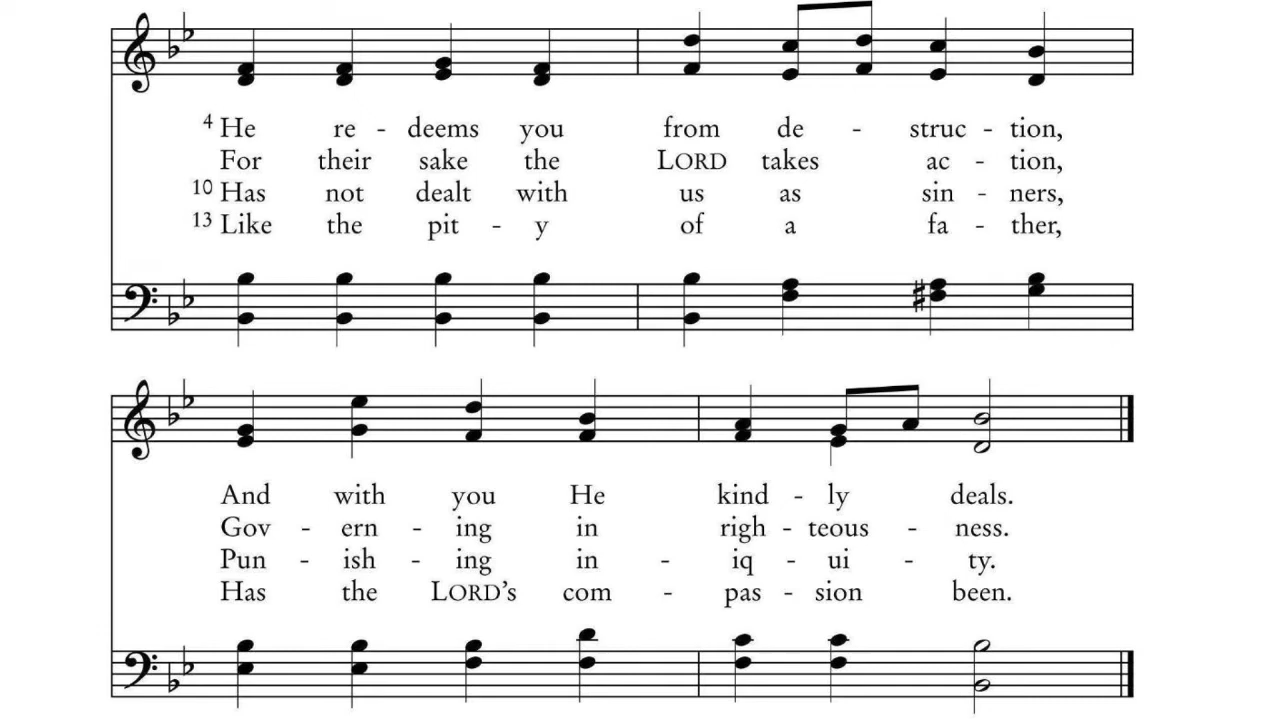 4 He re - deems you from de - struc - tion,
For their sake the LORD takes ac - tion,
10 Has not dealt with us as sin - ners,
13 Like the pit - y of a fa - ther,
And with you He kind - ly deals.
Gov - ern - ing in righ - teous - ness.
Pun - ish - ing in - iq - ui - ty.
Has the LORD's com - pas - sion been.